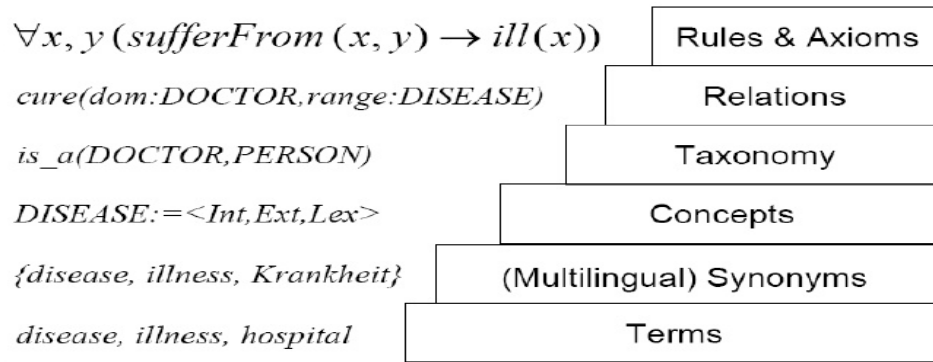 ∀x, y (sufferFrom (x, y) → ill(x)) Rules & Axioms
cure(dom:DOCTOR,range:DISEASE) Relations
is_a(DOCTOR,PERSON) Taxonomy
DISEASE:=<Int,Ext,Lex> Concepts
{disease, illness, Krankheit} (Multilingual) Synonyms
disease, illness, hospital Terms